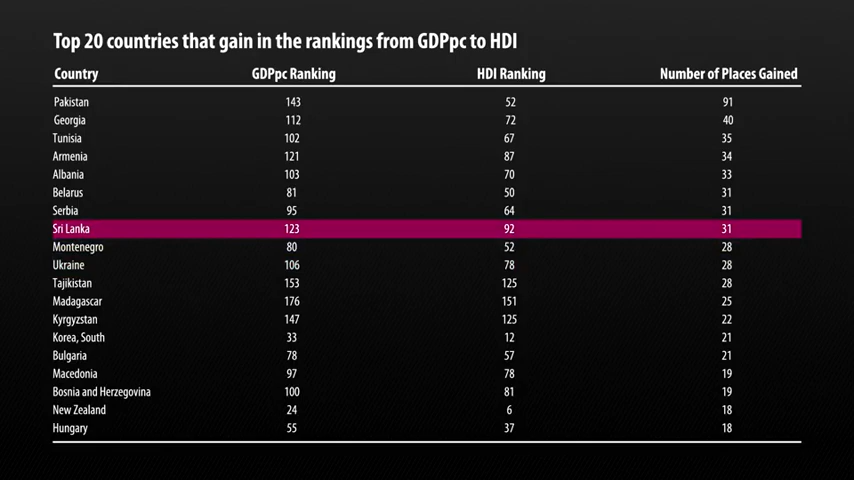 Top 20 countries that gain in the rankings from GDPpc to HDI
Country GDPpc Ranking HDI Ranking Number of Places Gained
Pakistan 143 52 91
Georgia 112 72 40
Tunisia 102 67 35
Armenia 121 87 34
Albania 103 70 33
Belarus 81 50 31
Serbia 95 64 31
Sri Lanka 123 92 31
Montenegro 80 52 28
Ukraine 106 78 28
Tajikistan 153 125 28
Madagascar 176 151 25
Kyrgyzstan 147 125 22
Korea, South 33 12 21
Bulgaria 78 57 21
Macedonia 97 78 19
Bosnia and Herzegovina 100 81 19
New Zealand 24 6 18
Hungary 55 37 18